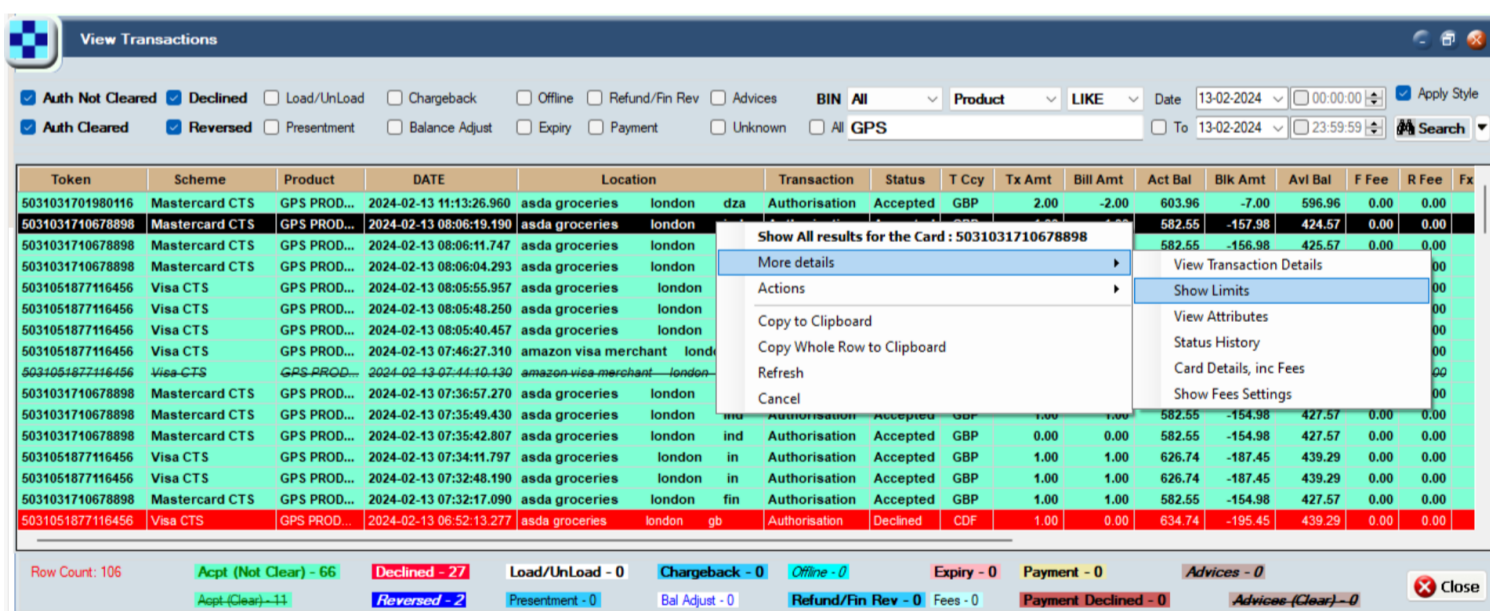 View Transactions
Auth Not Cleared Declined Load/UnLoad Chargeback Offline Refund/Fin Rev Advices BIN All Product LIKE Date 13-02-2024 00:00:00 Apply Style
Auth Cleared Reversed Presentment Balance Adjust Expiry Payment Unknown All GPS To 13-02-2024 23:59:59 Search
Token Scheme Product DATE Location Transaction Status T Ccy Tx Amt Bill Amt Act Bal Blk Amt Avl Bal F Fee R Fee Fx
5031031701980116 Mastercard CTS GPS PROD... 2024-02-13 11:13:26.960 asda groceries london dza Authorisation Accepted GBP 2.00 -2.00 603.96 -7.00 596.96 0.00 0.00
5031031710678898 Mastercard CTS GPS PROD... 2024-02-13 08:06:19.190 asda groceries london 582.55 -157.98 424.57 0.00 0.00
Show All results for the Card : 5031031710678898
5031031710678898 Mastercard CTS GPS PROD... 2024-02-13 08:06:11.747 asda groceries london 582.55 -156.98 425.57 0.00 0.00
More details
View Transaction Details
5031031710678898 Mastercard CTS GPS PROD... 2024-02-13 08:06:04.293 asda groceries london 00
Actions
Show Limits
5031051877116456 Visa CTS GPS PROD... 2024-02-13 08:05:55.957 asda groceries london 00
View Attributes
5031051877116456 Visa CTS GPS PROD... 2024-02-13 08:05:48.250 asda groceries london 00
Copy to Clipboard
Status History
5031051877116456 Visa CTS GPS PROD... 2024-02-13 08:05:40.457 asda groceries london 00
Copy Whole Row to Clipboard
5031051877116456 Visa CTS GPS PROD... 2024-02-13 07:46:27.310 amazon visa merchant 00
Refresh
Card Details, inc Fees
5031051877116456 Visa CTS GPS PROD... 2024-02-13 07:44:10.130 amazon visa merchant london 00
Cancel
Show Fees Settings
5031031710678898 Mastercard CTS GPS PROD... 2024-02-13 07:36:57.270 asda groceries london 00
5031031710678898 Mastercard CTS GPS PROD... 2024-02-13 07:35:49.430 asda groceries london ind Authorisation Accepted GBP 1.00 1.00 582.55 -154.98 427.57 0.00 0.00
5031031710678898 Mastercard CTS GPS PROD... 2024-02-13 07:35:42.807 asda groceries london ind Authorisation Accepted GBP 0.00 0.00 582.55 -154.98 427.57 0.00 0.00
5031051877116456 Visa CTS GPS PROD... 2024-02-13 07:34:11.797 asda groceries london in Authorisation Accepted GBP 1.00 1.00 626.74 -187.45 439.29 0.00 0.00
5031051877116456 Visa CTS GPS PROD... 2024-02-13 07:32:48.190 asda groceries london in Authorisation Accepted GBP 1.00 1.00 626.74 -187.45 439.29 0.00 0.00
5031031710678898 Mastercard CTS GPS PROD... 2024-02-13 07:32:17.090 asda groceries london fin Authorisation Accepted GBP 1.00 1.00 582.55 -154.98 427.57 0.00 0.00
5031051877116456 Visa CTS GPS PROD... 2024-02-13 06:52:13.277 asda groceries london gb Authorisation Declined CDF 1.00 0.00 634.74 -195.45 439.29 0.00 0.00
Row Count: 106 Acpt (Not Clear) - 66 Declined - 27 Load/UnLoad - 0 Chargeback - 0 Offline - 0 Expiry - 0 Payment - 0 Advices - 0
Acpt (Clear) - 11 Reversed - 2 Presentment - 0 Bal Adjust - 0 Refund/Fin Rev - 0 Fees - 0 Payment Declined - 0 Advices (Clear) - 0
Close